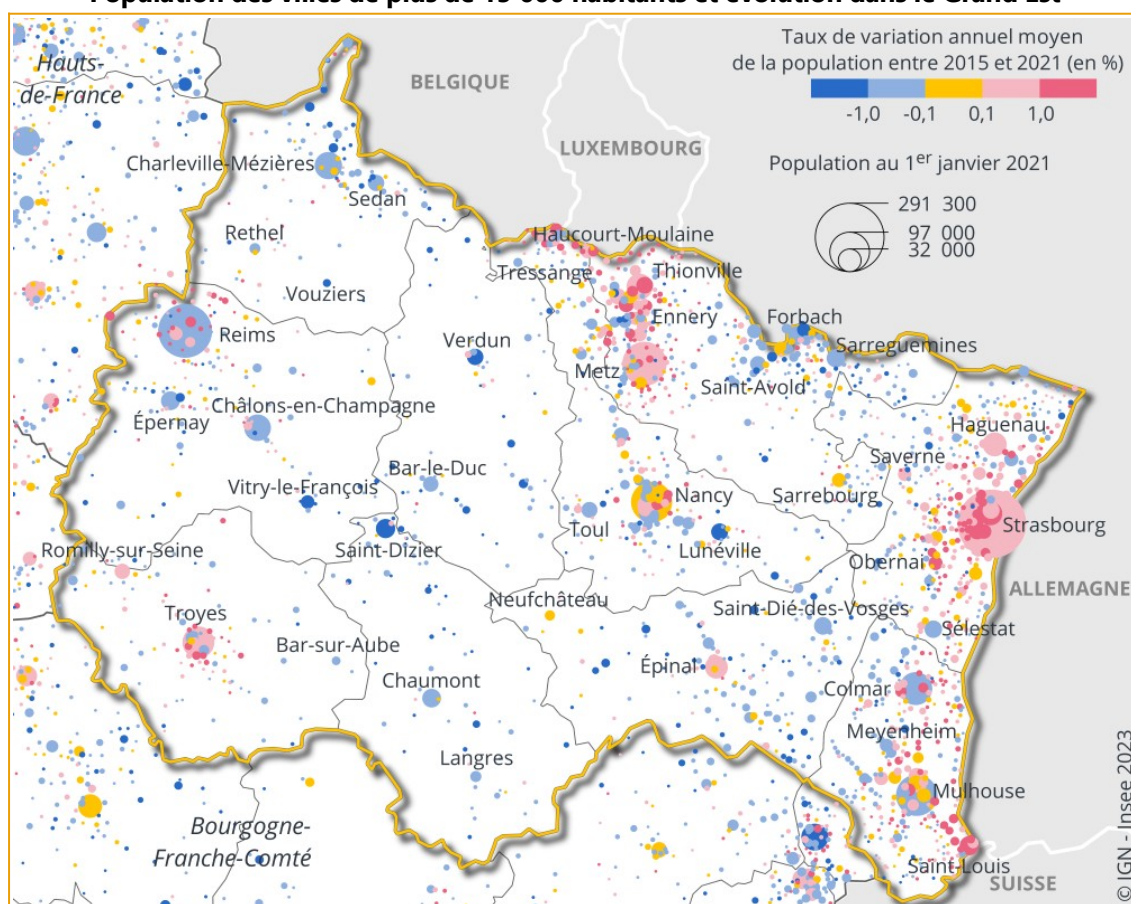 Population des villes de plus de 15 000 habitants et évolution dans le Grand Est
Taux de variation annuel moyen
de la population entre 2015 et 2021 (en %)
-1,0 -0,1 0,1 1,0
Population au 1er janvier 2021
291 300
97 000
32 000
Hauts-
de-France
BELGIQUE
LUXEMBOURG
Charleville-Mézières
Sedan
Rethel
Haucourt-Moulaine
Tressange
Thionville
Vouziers
Ennery
Forbach
Reims
Verdun
Sarreguemines
Metz
Saint-Avold
Châlons-en-Champagne
Épernay
Haguenau
Saverne
Bar-le-Duc
Vitry-le-François
Nancy
Sarrebourg
Toul
Strasbourg
Saint-Dizier
Lunéville
Romilly-sur-Seine
Obernai
ALLEMAGNE
Neufchâteau
Saint-Dié-des-Vosges
Troyes
Sélestat
Bar-sur-Aube
Épinal
Chaumont
Colmar
Meyenheim
Langres
Mulhouse
Bourgogne-
Franche-Comté
Saint-Louis
SUISSE
© IGN - Insee 2023